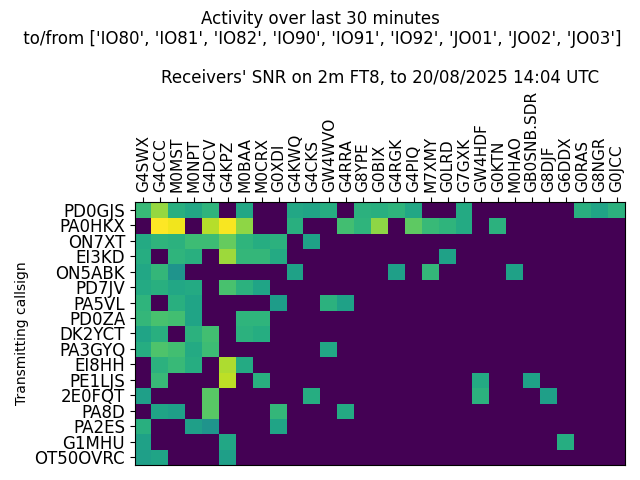 Activity over last 30 minutes
to/from ['IO80', 'IO81', 'IO82', 'IO90', 'IO91', 'IO92', 'JO01', 'JO02', 'JO03']
Receivers' SNR on 2m FT8, to 20/08/2025 14:04 UTC
G4SWX
G4CCC
M0MST
M0NPT
G4DCV
G4KPZ
M0BAA
M0CRX
G0XDI
G4KWQ
G4CKS
GW4WVO
G4RRA
G8YPE
G0BIX
G4RGK
G4PIQ
M7XMY
G0LRD
G7GXK
GW4HDF
G0KTN
M0HAO
GB0SNB.SDR
G8DJF
G6DDX
G0RAS
G8NGR
G0JCC
Transmitting callsign
PD0GJS
PA0HKX
ON7XT
EI3KD
ON5ABK
PD7JV
PA5VL
PD0ZA
DK2YCT
PA3GYQ
EI8HH
PE1LJS
2E0FQT
PA8D
PA2ES
G1MHU
OT50OVRC